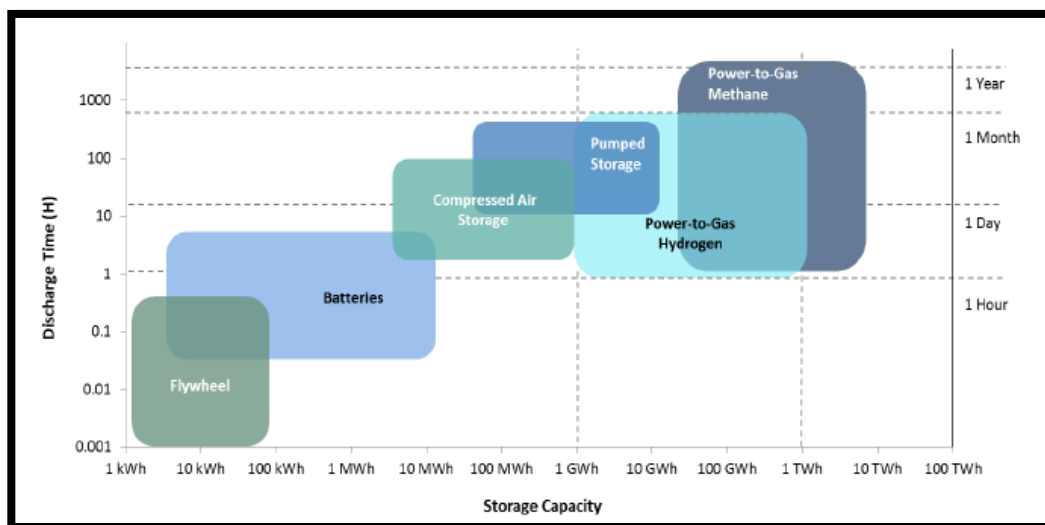 Discharge Time (H)
1000
100
10
1
0.1
0.01
0.001
Power-to-Gas
Methane
Pumped
Storage
Compressed Air
Storage
Power-to-Gas
Hydrogen
Batteries
Flywheel
1 Year
1 Month
1 Day
1 Hour
1 kWh
10 kWh
100 kWh
1 MWh
10 MWh
100 MWh
1 GWh
10 GWh
100 GWh
1 TWh
10 TWh
100 TWh
Storage Capacity